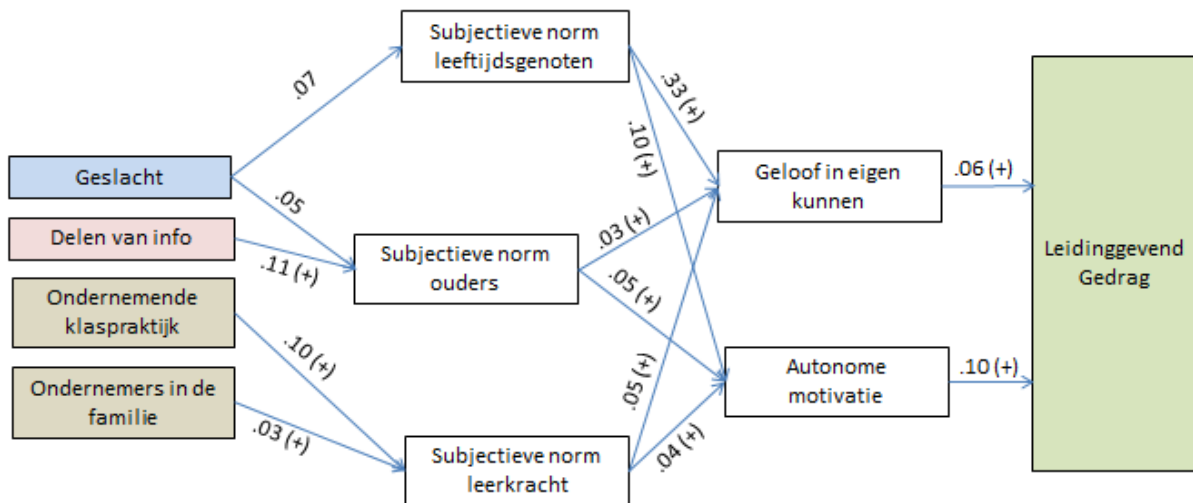 Subjectieve norm
leeftijdsgenoten
.07
.33 (+)
.10 (+)
Geslacht
.05
Geloof in eigen
kunnen
.06 (+)
Delen van info
.11 (+)
Subjectieve norm
ouders
.03 (+)
.05 (+)
Leidinggevend
Gedrag
Ondernemende
klaspraktijk
.10 (+)
.05 (+)
Autonome
motivatie
.10 (+)
Ondernemers in de
familie
.03 (+)
Subjectieve norm
leerkracht
.04 (+)